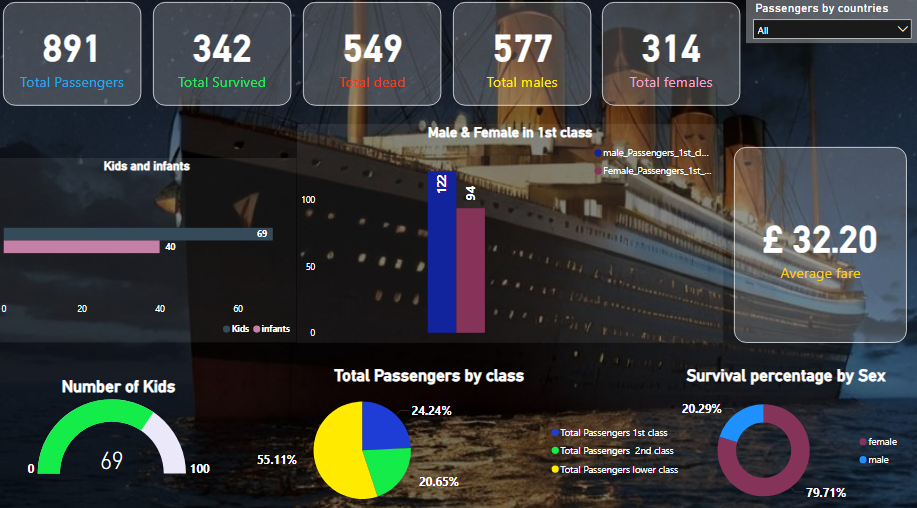 891
Total Passengers
342
Total Survived
549
Total dead
577
Total males
314
Total females
Passengers by countries
All
Kids and infants
69
40
0
20
40
60
Kids
infants
Male & Female in 1st class
male_Passengers_1st_cl...
Female_Passengers_1st_...
122
94
100
50
0
£ 32.20
Average fare
Number of Kids
0
69
100
Total Passengers by class
24.24%
55.11%
20.65%
Total Passengers 1st class
Total Passengers 2nd class
Total Passengers lower class
Survival percentage by Sex
20.29%
79.71%
female
male